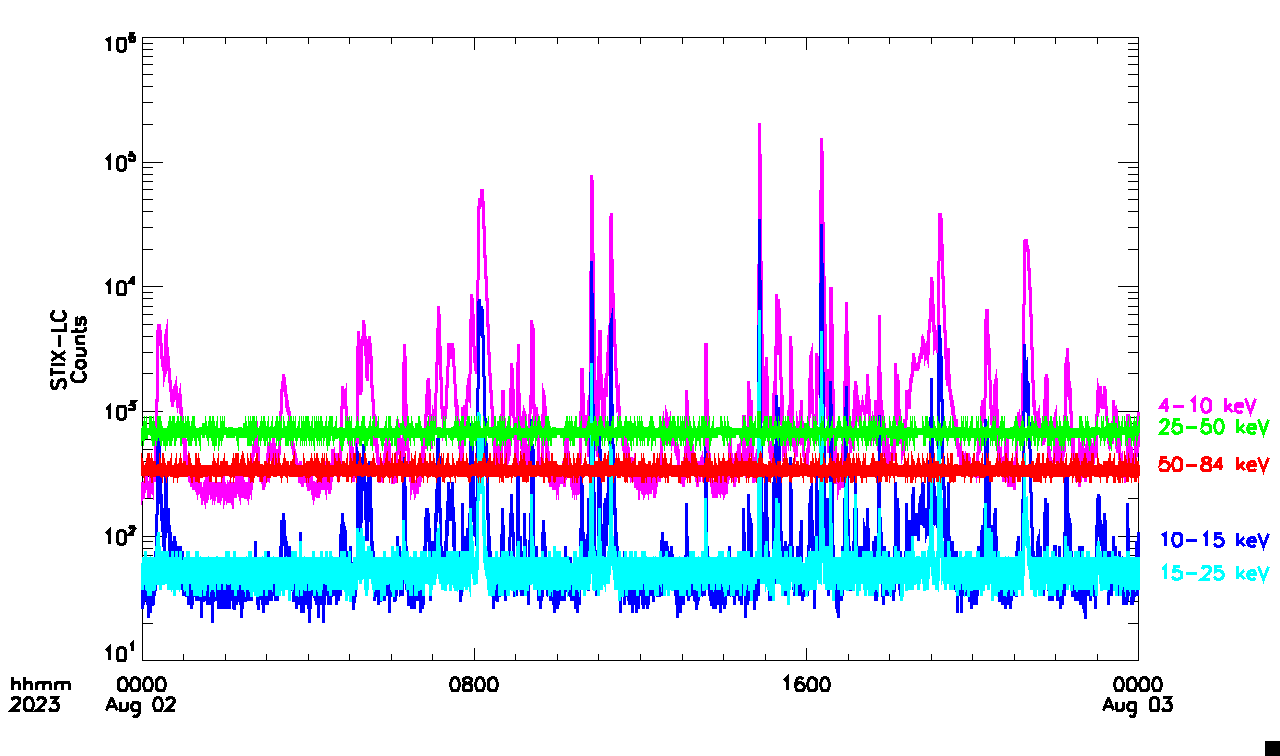 10⁶
10⁵
10⁴
10³
10²
10¹
STIX-LC
Counts
4-10 keV
25-50 keV
50-84 keV
10-15 keV
15-25 keV
hhmm 0000 0800 1600 0000
2023 Aug 02 Aug 03